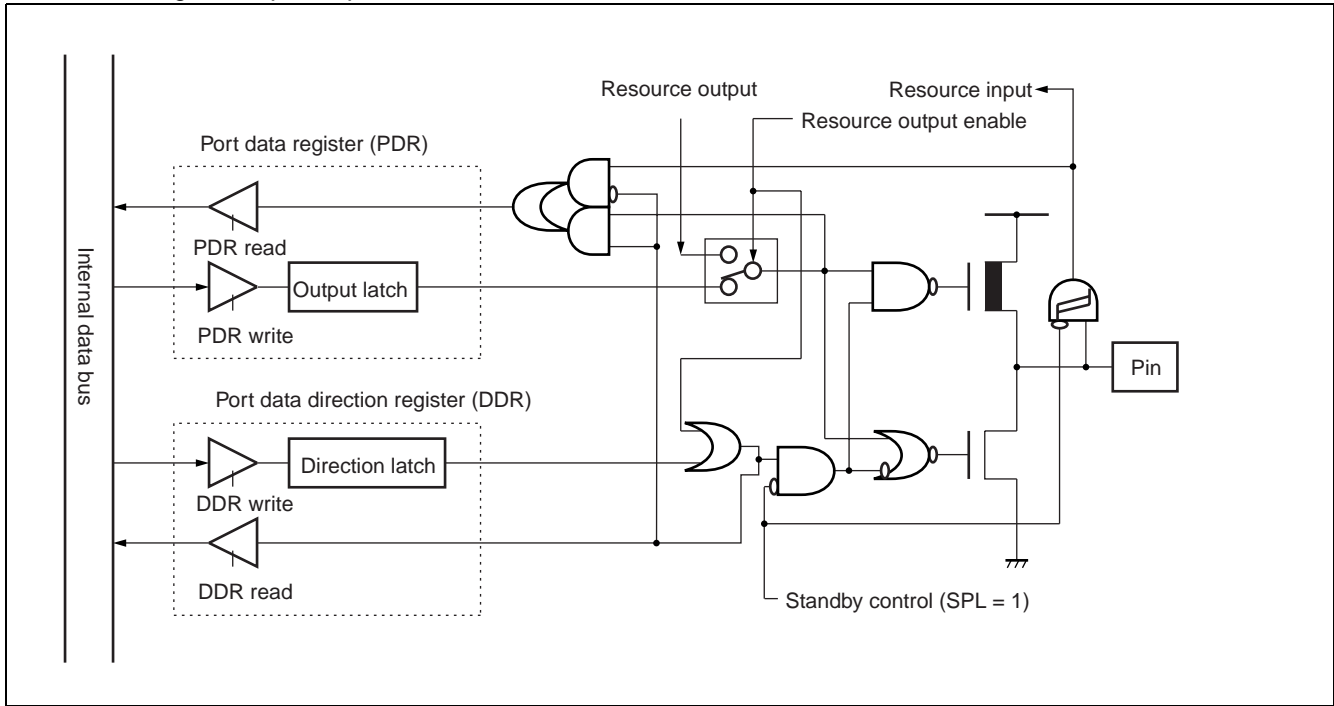 Resource output
Resource input
Resource output enable
Port data register (PDR)
PDR read
Output latch
PDR write
Internal data bus
Pin
Port data direction register (DDR)
Direction latch
DDR write
DDR read
Standby control (SPL = 1)